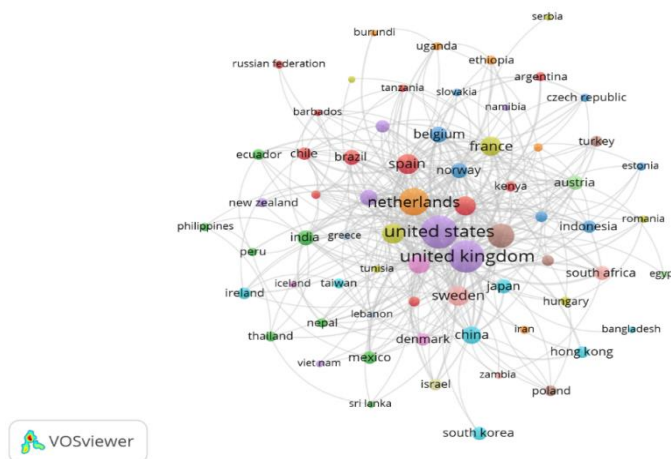 serbia
burundi
uganda
ethiopia
russian federation
argentina
tanzania
slovakia
czech republic
barbados
namibia
belgium
turkey
france
ecuador
chile
brazil
spain
norway
estonia
kenya
austria
new zealand
netherlands
romania
philippines
india
greece
united states
indonesia
peru
united kingdom
tunisia
south africa
egypt
iceland
taiwan
japan
ireland
sweden
hungary
lebanon
nepal
iran
bangladesh
thailand
denmark
china
hong kong
viet nam
mexico
zambia
israel
poland
sri lanka
south korea
VOSviewer